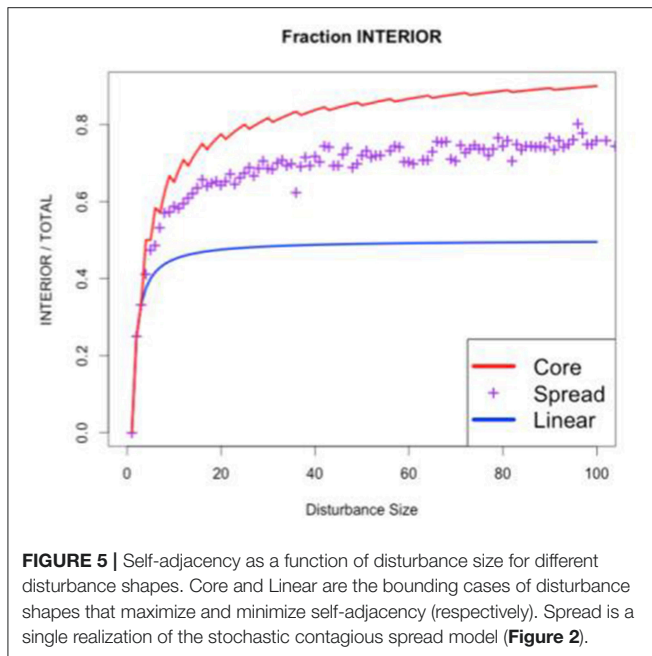 Fraction INTERIOR
INTERIOR / TOTAL
0.8
0.6
0.4
0.2
0.0
Core
Spread
Linear
0 20 40 60 80 100
Disturbance Size
FIGURE 5 | Self-adjacency as a function of disturbance size for different
disturbance shapes. Core and Linear are the bounding cases of disturbance
shapes that maximize and minimize self-adjacency (respectively). Spread is a
single realization of the stochastic contagious spread model (Figure 2).